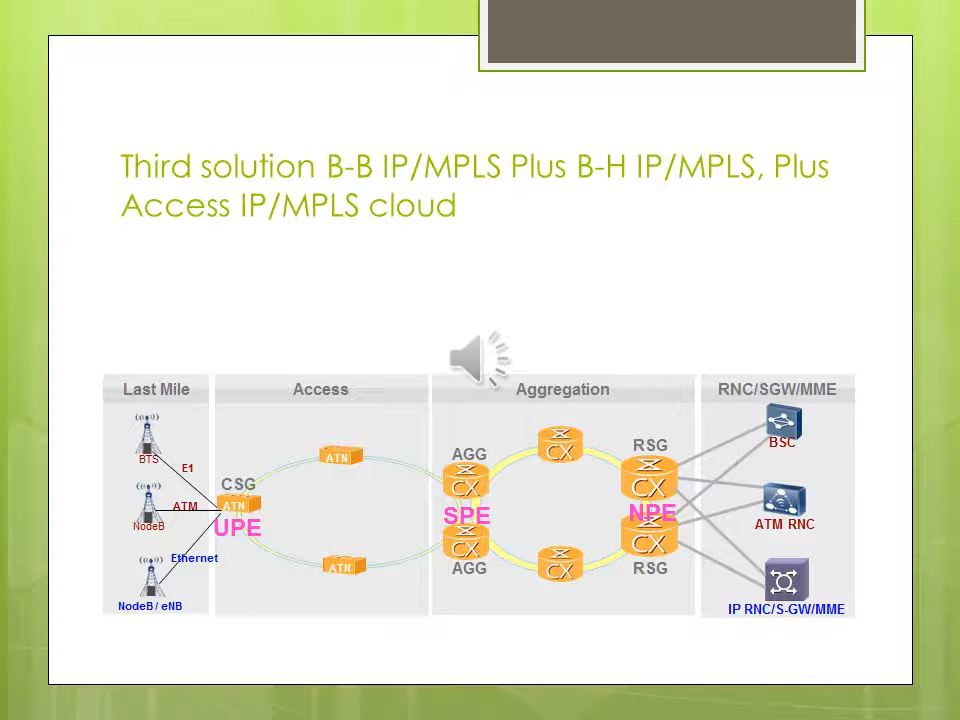 Third solution B-B IP/MPLS Plus B-H IP/MPLS, Plus
Access IP/MPLS cloud
Last Mile
Access
Aggregation
RNC/SGW/MME
BTS
E1
NodeB
ATM
Ethernet
NodeB / eNB
CSG
ATN
UPE
ATN
ATN
AGG
CX
SPE
CX
AGG
CX
CX
RSG
CX
NPE
CX
RSG
BSC
ATM RNC
IP RNC/S-GW/MME